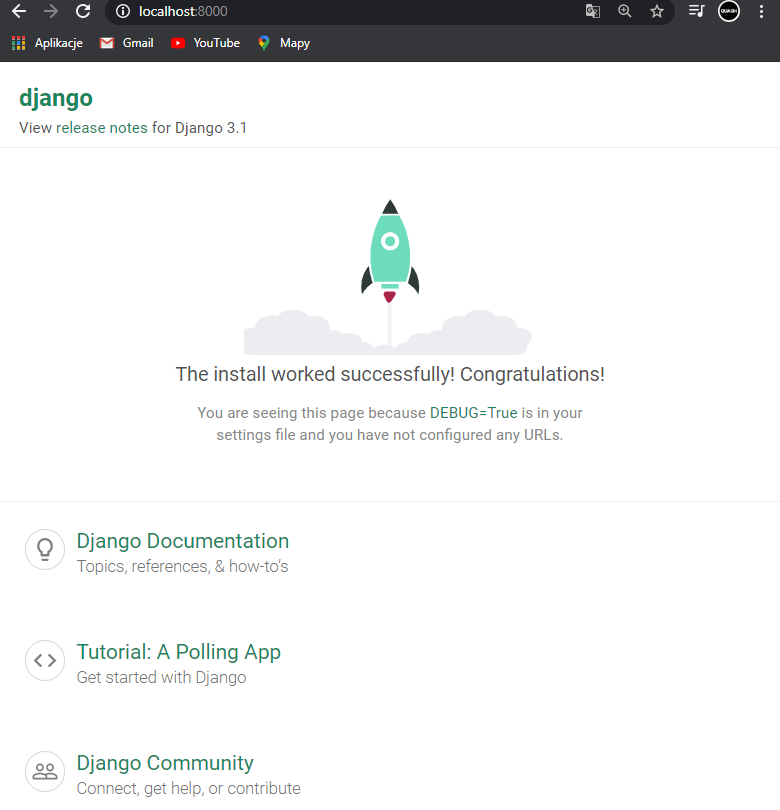 localhost:8000
Aplikacje Gmail YouTube Mapy
django
View release notes for Django 3.1
The install worked successfully! Congratulations!
You are seeing this page because DEBUG=True is in your
settings file and you have not configured any URLs.
Django Documentation
Topics, references, & how-to's
Tutorial: A Polling App
Get started with Django
Django Community
Connect, get help, or contribute